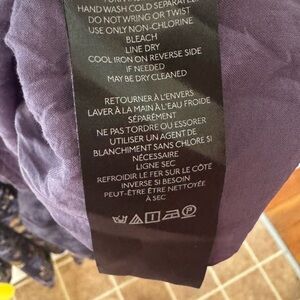 HAND WASH COLD SEPARATELY
DO NOT WRING OR TWIST
USE ONLY NON-CHLORINE
BLEACH
LINE DRY
COOL IRON ON REVERSE SIDE
IF NEEDED
MAY BE DRY CLEANED
RETOURNER À L'ENVERS
LAVER À LA MAIN À L'EAU FROIDE
SÉPARÉMENT
NE PAS TORDRE OU ESSORER
UTILISER UN AGENT DE
BLANCHIMENT SANS CHLORE SI
NÉCESSAIRE
LIGNE SEC
REFROIDIR LE FER SUR LE CÔTÉ
INVERSE SI BESOIN
PEUT-ÊTRE ÊTRE NETTOYÉE
À SEC